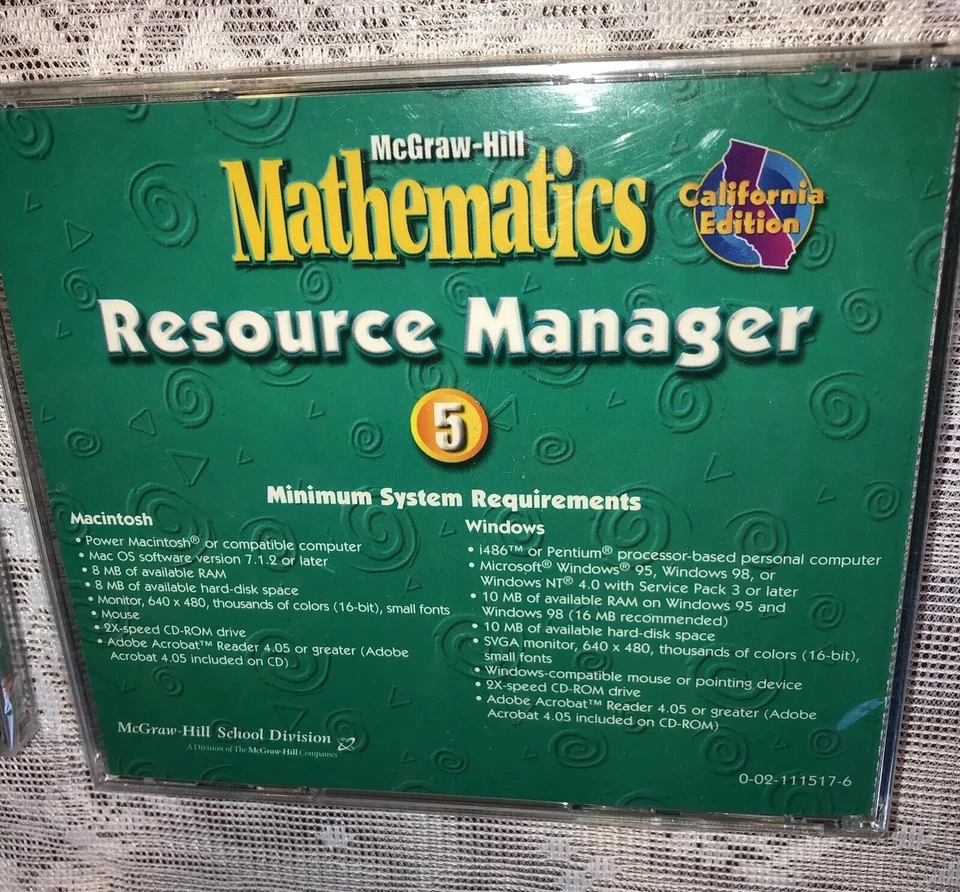 McGraw-Hill
Mathematics
California
Edition
Resource Manager
5
Minimum System Requirements
Macintosh
• Power Macintosh® or compatible computer
• Mac OS software version 7.1.2 or later
• 8 MB of available RAM
• 8 MB of available hard-disk space
• Monitor, 640 x 480, thousands of colors (16-bit), small fonts
• Mouse
• 2X-speed CD-ROM drive
• Adobe Acrobat™ Reader 4.05 or greater (Adobe
Acrobat 4.05 included on CD)
Windows
• i486™ or Pentium® processor-based personal computer
• Microsoft® Windows® 95, Windows 98, or
Windows NT® 4.0 with Service Pack 3 or later
• 10 MB of available RAM on Windows 95 and
Windows 98 (16 MB recommended)
• 10 MB of available hard-disk space
• SVGA monitor, 640 x 480, thousands of colors (16-bit),
small fonts
• Windows-compatible mouse or pointing device
• 2X-speed CD-ROM drive
• Adobe Acrobat™ Reader 4.05 or greater (Adobe
Acrobat 4.05 included on CD-ROM)
McGraw-Hill School Division
A Division of The McGraw-Hill Companies
0-02-111517-6